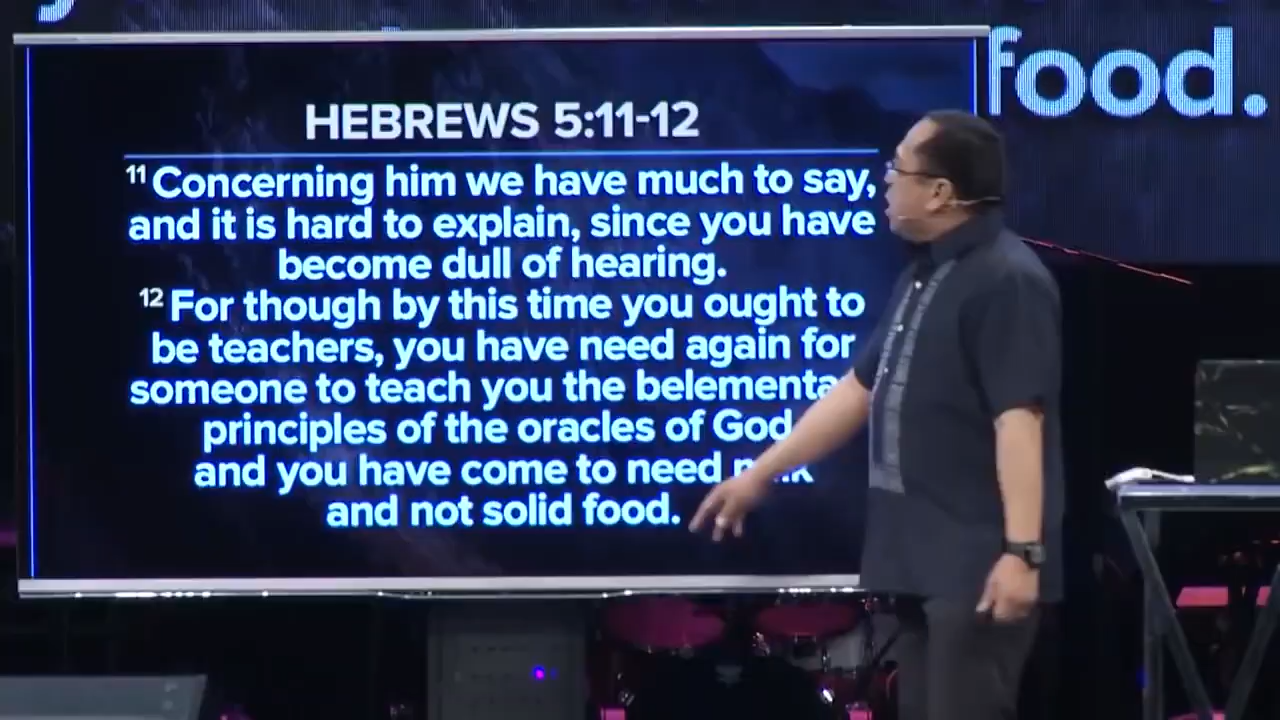 food.
HEBREWS 5:11-12
11 Concerning him we have much to say,
and it is hard to explain, since you have
become dull of hearing.
12 For though by this time you ought to
be teachers, you have need again for
someone to teach you the
principles of the oracles of God
and you have come to need
and not solid food.